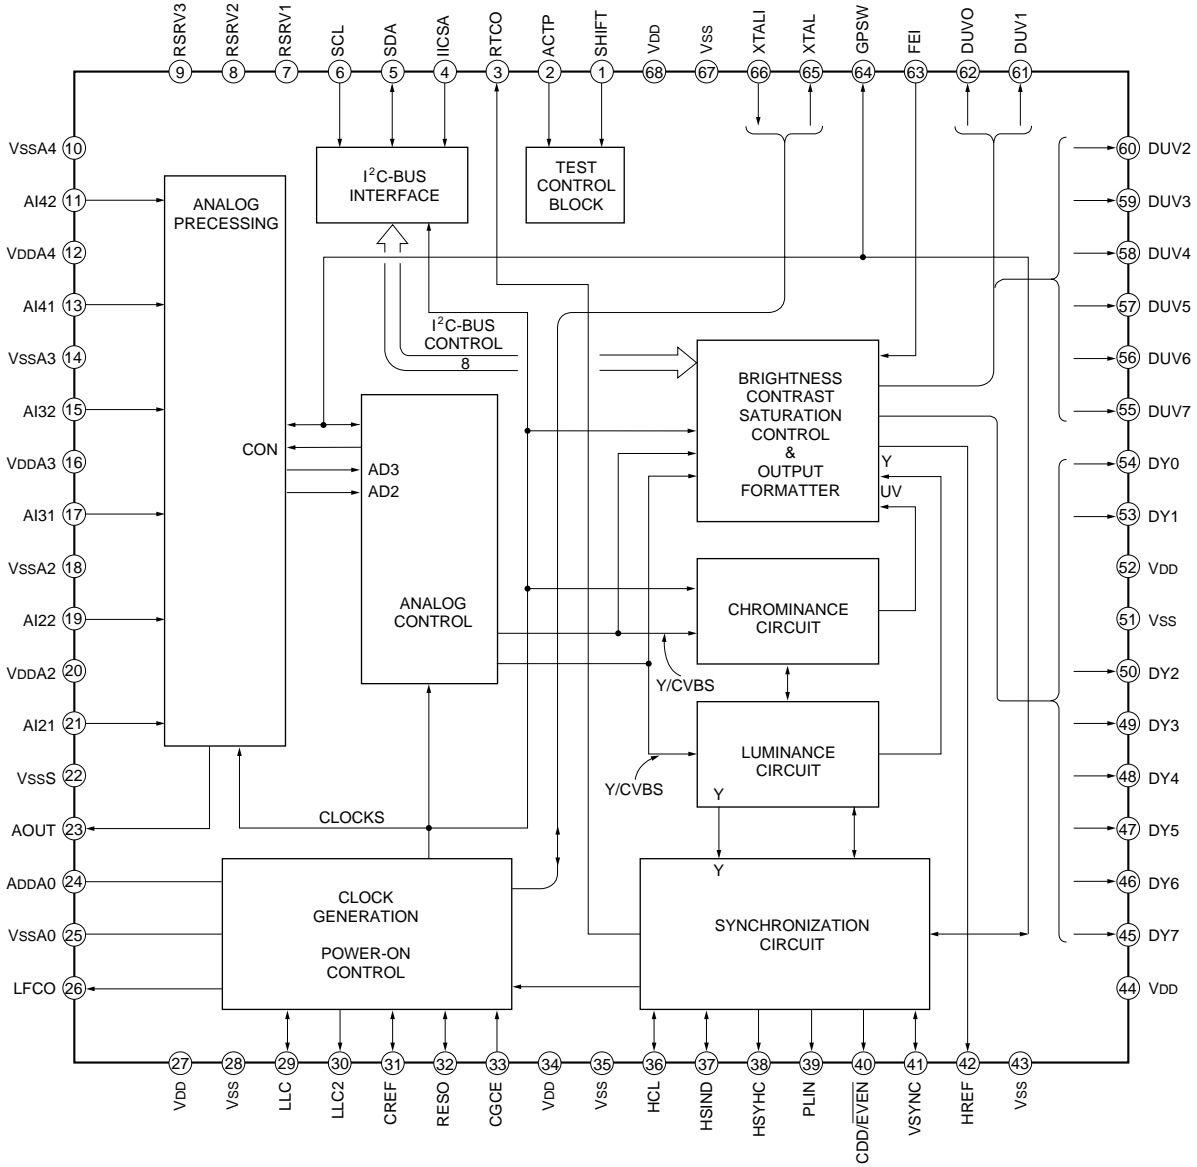 RSRV3
RSRV2
RSRV1
SCL
SDA
IICSA
RTCO
ACTP
SHIFT
VDD
VSS
XTALI
XTAL
GPSW
FEI
DUVO
DUV1
9 8 7 6 5 4 3 2 1 68 67 66 65 64 63 62 61
VSSA4 10
AI42 11
VDDA4 12
AI41 13
VSSA3 14
AI32 15
VDDA3 16
AI31 17
VSSA2 18
AI22 19
VDDA2 20
AI21 21
VSSS 22
AOUT 23
ADDA0 24
VSSA0 25
LFCO 26
ANALOG
PRECESSING
CON
I2C-BUS
INTERFACE
TEST
CONTROL
BLOCK
I2C-BUS
CONTROL
8
AD3
AD2
ANALOG
CONTROL
BRIGHTNESS
CONTRAST
SATURATION
CONTROL
&
OUTPUT
FORMATTER
Y
UV
CHROMINANCE
CIRCUIT
Y/CVBS
LUMINANCE
CIRCUIT
Y
Y/CVBS
CLOCKS
CLOCK
GENERATION
POWER-ON
CONTROL
Y
SYNCHRONIZATION
CIRCUIT
60 DUV2
59 DUV3
58 DUV4
57 DUV5
56 DUV6
55 DUV7
54 DY0
53 DY1
52 VDD
51 VSS
50 DY2
49 DY3
48 DY4
47 DY5
46 DY6
45 DY7
44 VDD
27 28 29 30 31 32 33 34 35 36 37 38 39 40 41 42 43
VDD
VSS
LLC
LLC2
CREF
RESO
CGCE
VDD
VSS
HCL
HSIND
HSYHC
PLIN
CDD/EVEN
VSYNC
HREF
VSS